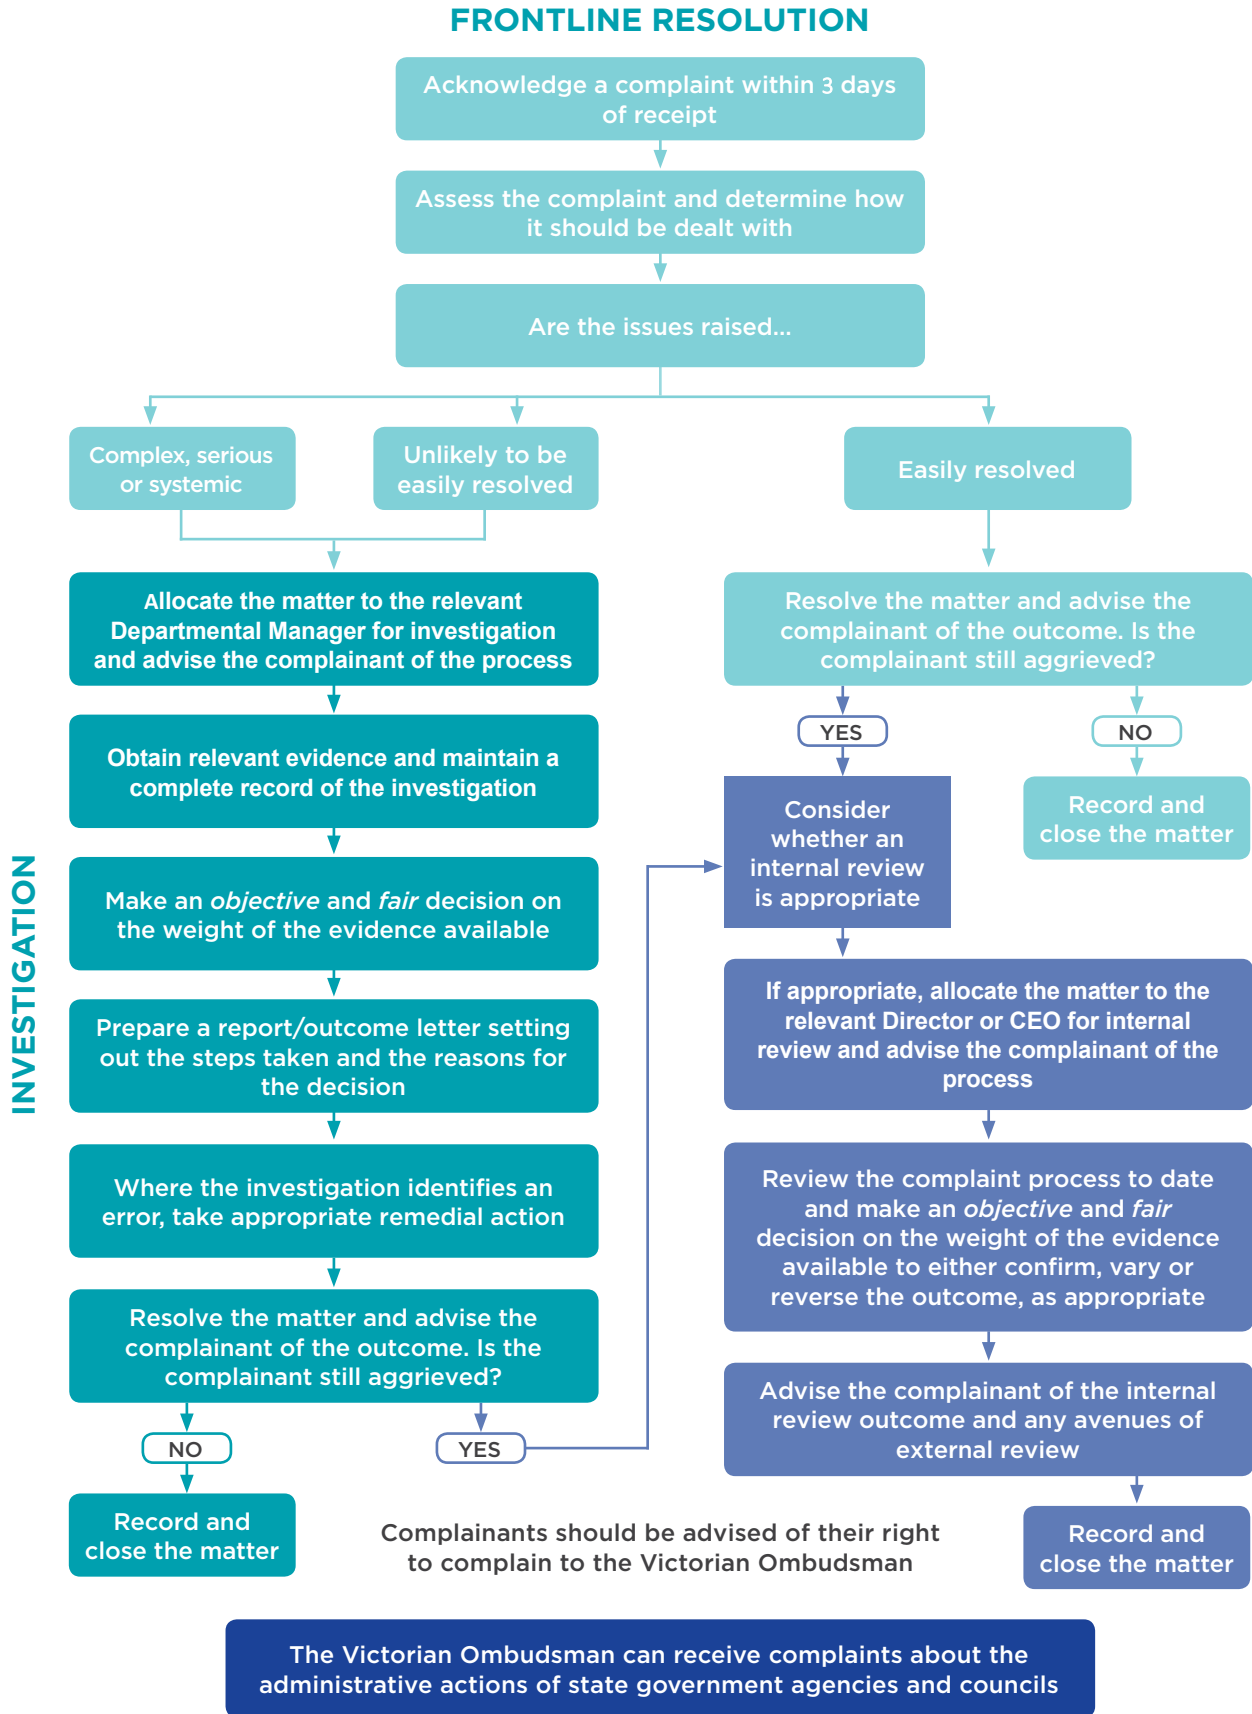 FRONTLINE RESOLUTION
Acknowledge a complaint within 3 days
of receipt
Assess the complaint and determine how
it should be dealt with
Are the issues raised...
Complex, serious
or systemic
Unlikely to be
easily resolved
Easily resolved
Allocate the matter to the relevant
Departmental Manager for investigation
and advise the complainant of the process
Obtain relevant evidence and maintain a
complete record of the investigation
Make an objective and fair decision on
the weight of the evidence available
Prepare a report/outcome letter setting
out the steps taken and the reasons for
the decision
Where the investigation identifies an
error, take appropriate remedial action
Resolve the matter and advise the
complainant of the outcome. Is the
complainant still aggrieved?
NO
YES
Record and
close the matter
INVESTIGATION
Resolve the matter and advise the
complainant of the outcome. Is the
complainant still aggrieved?
YES
NO
Consider
whether an
internal review
is appropriate
Record and
close the matter
If appropriate, allocate the matter to the
relevant Director or CEO for internal
review and advise the complainant of the
process
Review the complaint process to date
and make an objective and fair
decision on the weight of the evidence
available to either confirm, vary or
reverse the outcome, as appropriate
Advise the complainant of the internal
review outcome and any avenues of
external review
Record and
close the matter
Complainants should be advised of their right
to complain to the Victorian Ombudsman
The Victorian Ombudsman can receive complaints about the
administrative actions of state government agencies and councils